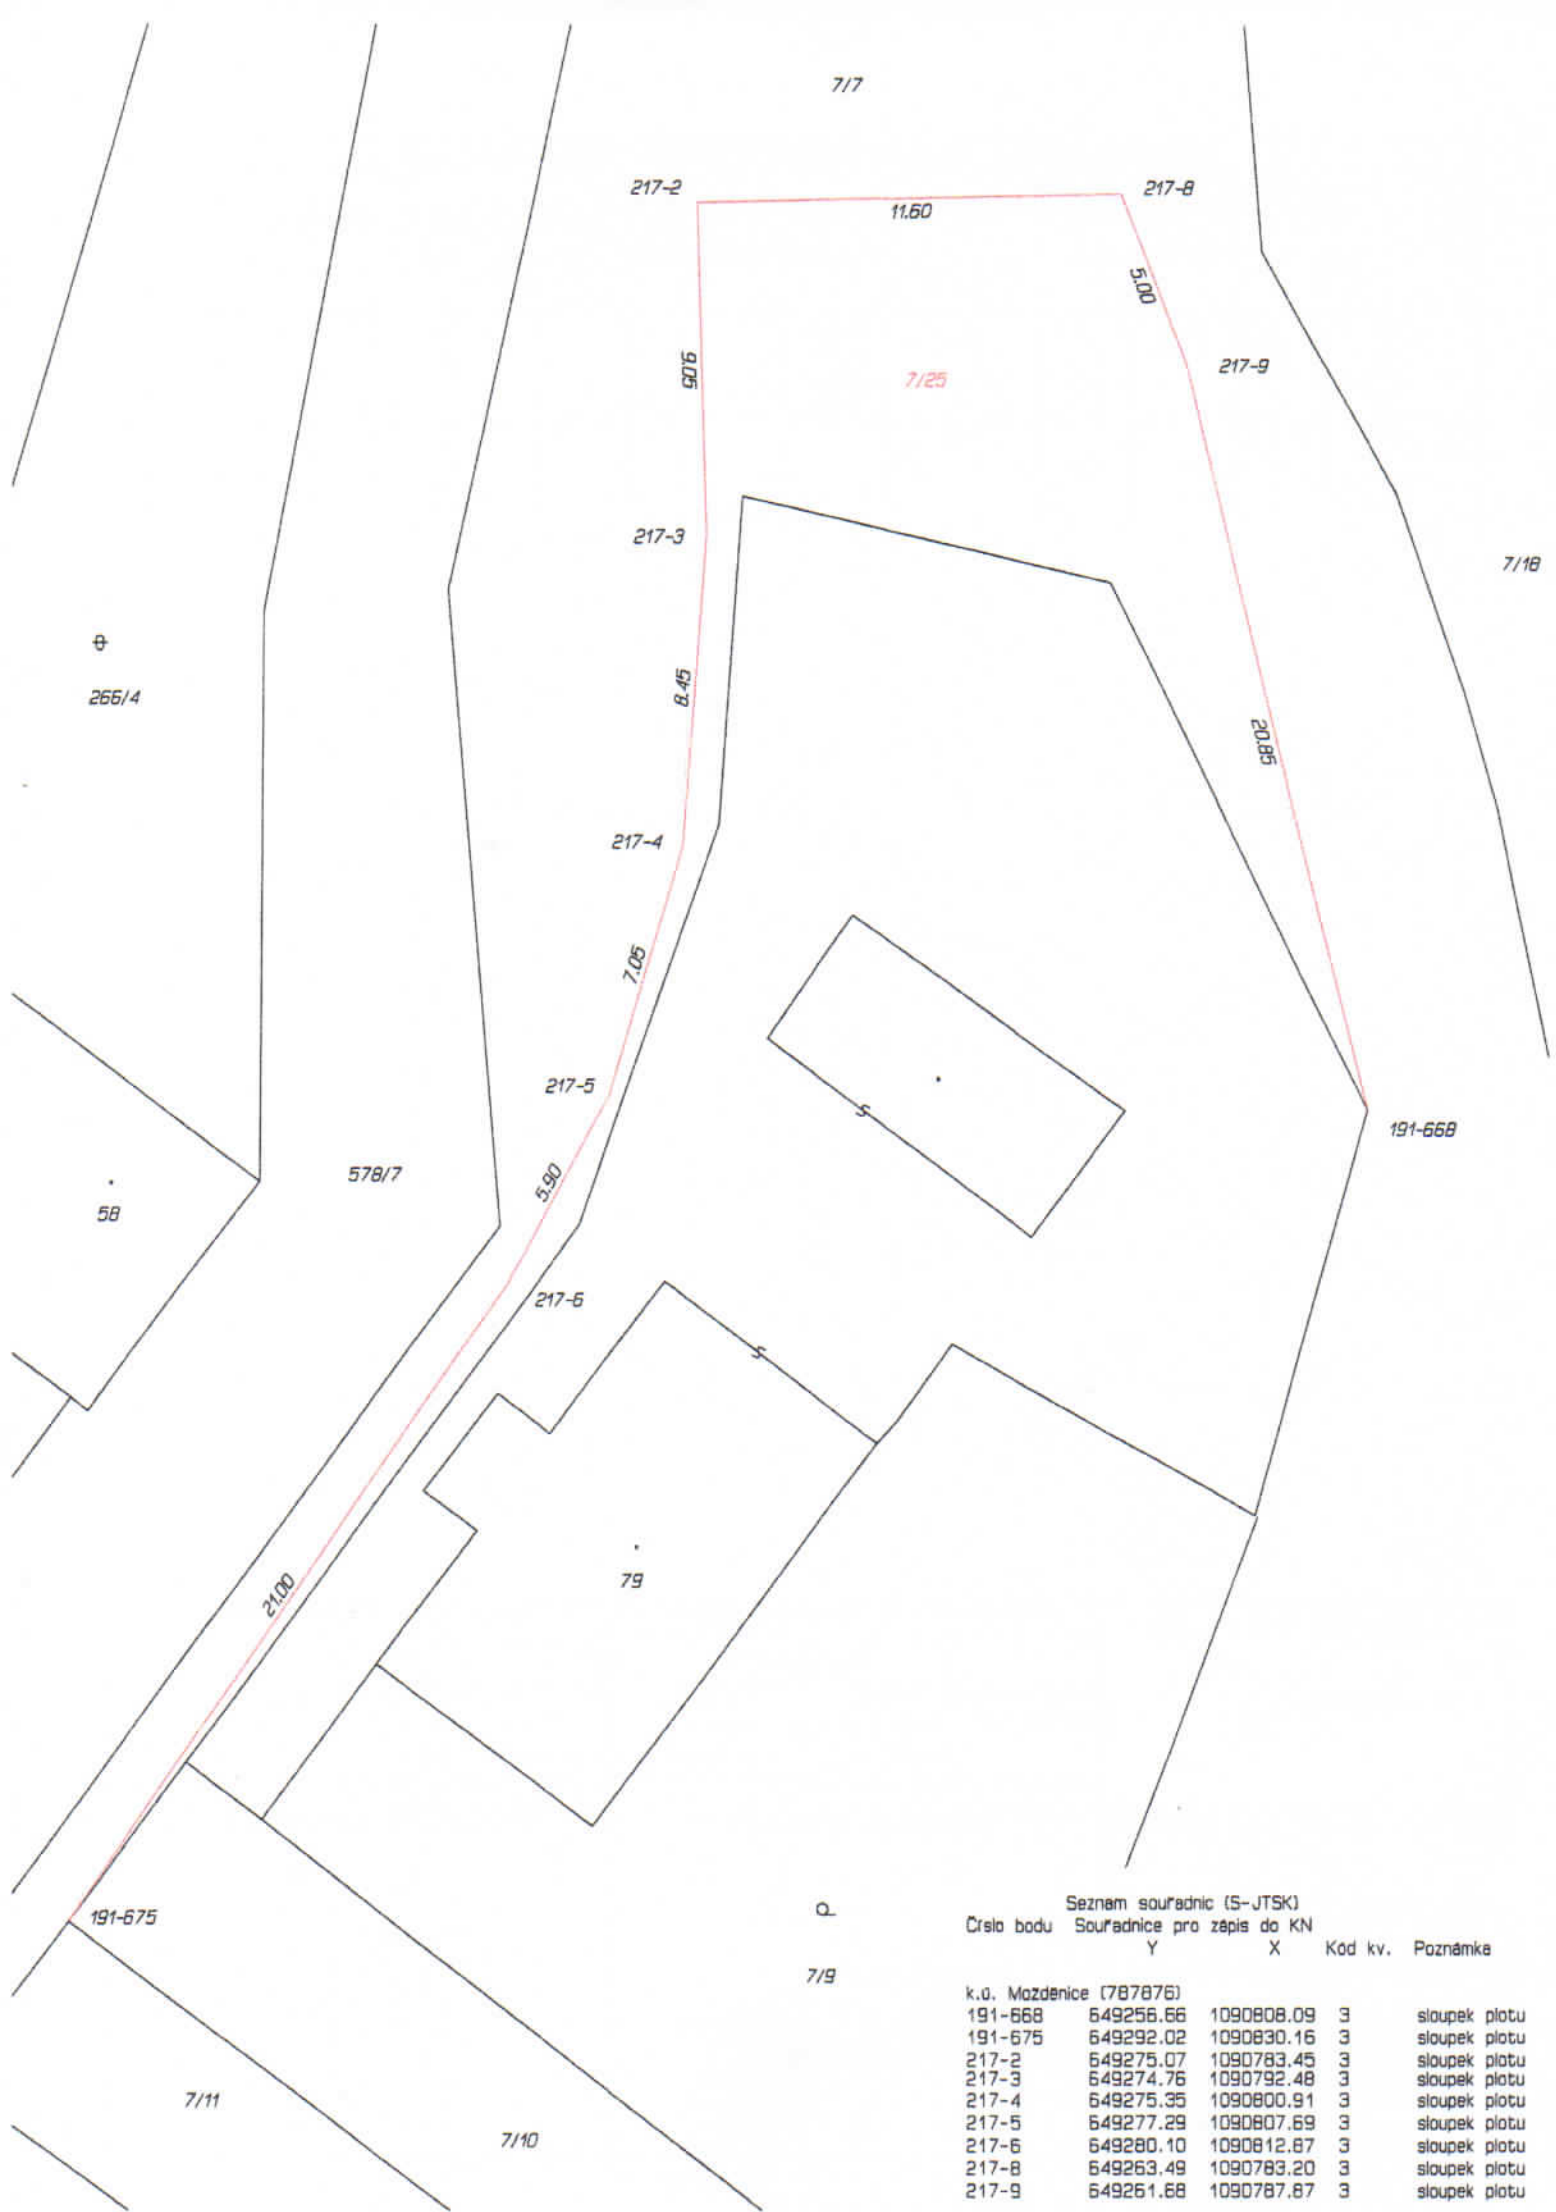 7/7
217-2
217-8
11.60
5.00
9.05
7/25
217-9
217-3
7/18
266/4
8.45
20.85
217-4
7.05
217-5
191-668
578/7
58
5.90
217-6
79
21.00
191-675
7/9
7/11
7/10
Seznam souřadnic (S-JTSK)
Číslo bodu Souřadnice pro zápis do KN
Y X Kód kv. Poznámka
k.ú. Mozděnice (787876)
191-668 649256.66 1090808.09 3 sloupek plotu
191-675 649292.02 1090830.16 3 sloupek plotu
217-2 649275.07 1090783.45 3 sloupek plotu
217-3 649274.76 1090792.48 3 sloupek plotu
217-4 649275.35 1090800.91 3 sloupek plotu
217-5 649277.29 1090807.69 3 sloupek plotu
217-6 649280.10 1090812.87 3 sloupek plotu
217-8 649263.49 1090783.20 3 sloupek plotu
217-9 649261.68 1090787.87 3 sloupek plotu